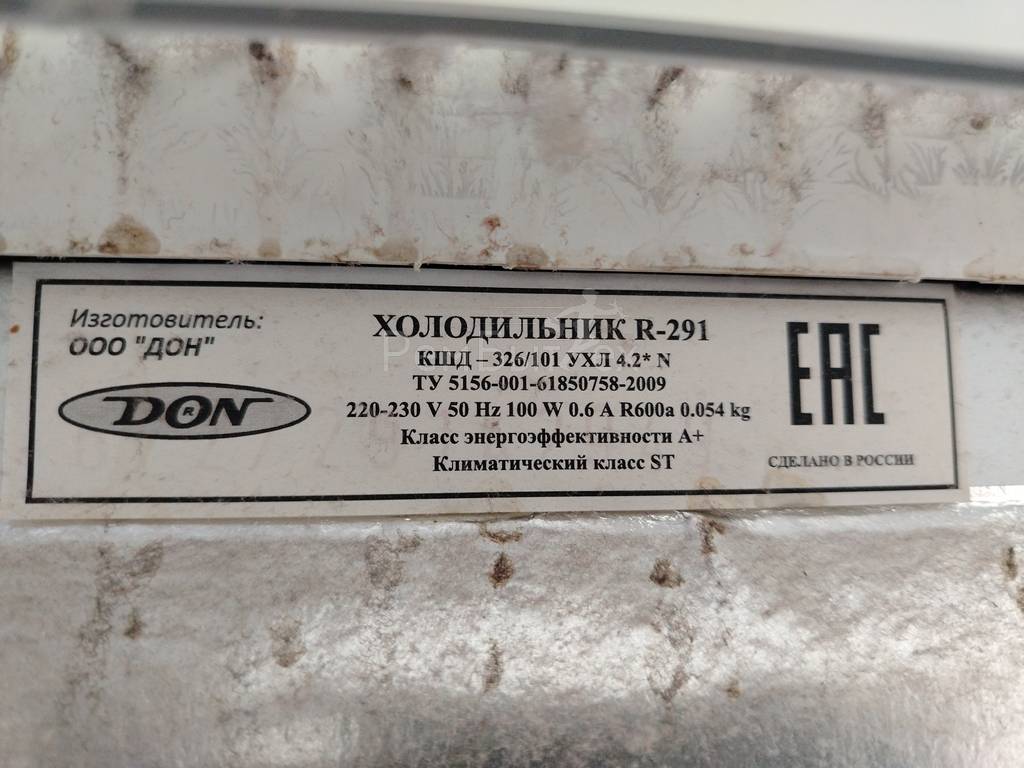 Изготовитель:
ООО "ДОН"
DON
®
ХОЛОДИЛЬНИК R-291
КШД – 326/101 УХЛ 4.2* N
ТУ 5156-001-61850758-2009
220-230 V 50 Hz 100 W 0.6 A R600a 0.054 kg
Класс энергоэффективности А+
Климатический класс ST
EAC
СДЕЛАНО В РОССИИ